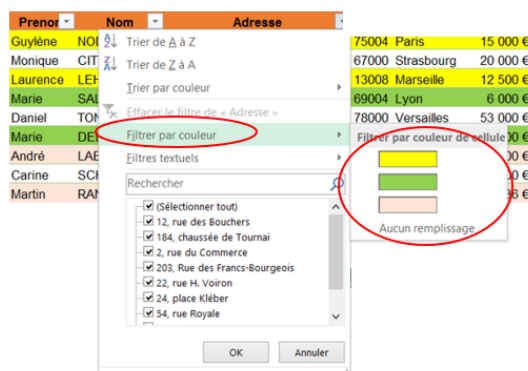 Prenor Nom Adresse
Guylène NOI 75004 Paris 15 000 €
Monique CIT 67000 Strasbourg 20 000 €
Laurence LEH 13008 Marseille 12 500 €
Marie SAL 69004 Lyon 6 000 €
Daniel TON 78000 Versailles 53 000 €
Marie DE
André LAE
Carine SCH
Martin RAN
Trier de A à Z
Trier de Z à A
Trier par couleur
Effacer le filtre de « Adresse »
Filtrer par couleur
Filtres textuels
Rechercher
(Sélectionner tout)
12, rue des Bouchers
184, chaussée de Tournai
2, rue du Commerce
203, Rue des Francs-Bourgeois
22, rue H. Voiron
24, place Kléber
54, rue Royale
OK Annuler
Filtrer par couleur de cellule
Aucun remplissage